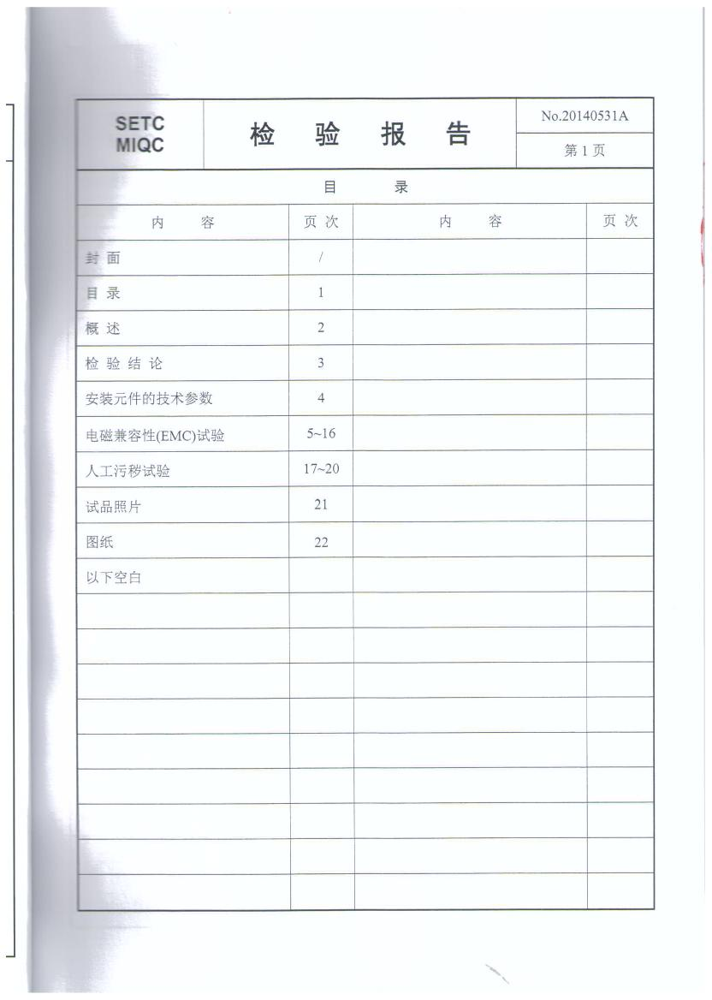 SETC
MIQC
检 验 报 告
No.20140531A
第 1 页
目 录
内 容 页 次 内 容 页 次
封 面 /
目 录 1
概 述 2
检 验 结 论 3
安装元件的技术参数 4
电磁兼容性(EMC)试验 5~16
人工污秽试验 17~20
试品照片 21
图纸 22
以下空白